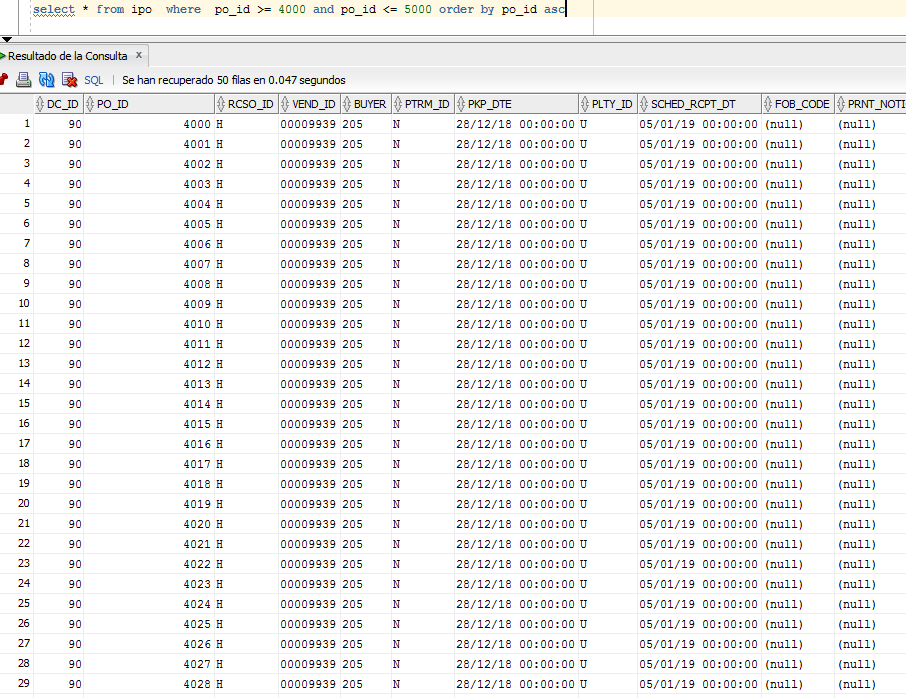 select * from ipo where po_id >= 4000 and po_id <= 5000 order by po_id asc
Resultado de la Consulta x
SQL | Se han recuperado 50 filas en 0.047 segundos
DC_ID PO_ID RCSO_ID VEND_ID BUYER PTRM_ID PKP_DTE PLTY_ID SCHED_RCPT_DT FOB_CODE PRNT_NOTI
1 90 4000 H 00009939 205 N 28/12/18 00:00:00 U 05/01/19 00:00:00 (null) (null)
2 90 4001 H 00009939 205 N 28/12/18 00:00:00 U 05/01/19 00:00:00 (null) (null)
3 90 4002 H 00009939 205 N 28/12/18 00:00:00 U 05/01/19 00:00:00 (null) (null)
4 90 4003 H 00009939 205 N 28/12/18 00:00:00 U 05/01/19 00:00:00 (null) (null)
5 90 4004 H 00009939 205 N 28/12/18 00:00:00 U 05/01/19 00:00:00 (null) (null)
6 90 4005 H 00009939 205 N 28/12/18 00:00:00 U 05/01/19 00:00:00 (null) (null)
7 90 4006 H 00009939 205 N 28/12/18 00:00:00 U 05/01/19 00:00:00 (null) (null)
8 90 4007 H 00009939 205 N 28/12/18 00:00:00 U 05/01/19 00:00:00 (null) (null)
9 90 4008 H 00009939 205 N 28/12/18 00:00:00 U 05/01/19 00:00:00 (null) (null)
10 90 4009 H 00009939 205 N 28/12/18 00:00:00 U 05/01/19 00:00:00 (null) (null)
11 90 4010 H 00009939 205 N 28/12/18 00:00:00 U 05/01/19 00:00:00 (null) (null)
12 90 4011 H 00009939 205 N 28/12/18 00:00:00 U 05/01/19 00:00:00 (null) (null)
13 90 4012 H 00009939 205 N 28/12/18 00:00:00 U 05/01/19 00:00:00 (null) (null)
14 90 4013 H 00009939 205 N 28/12/18 00:00:00 U 05/01/19 00:00:00 (null) (null)
15 90 4014 H 00009939 205 N 28/12/18 00:00:00 U 05/01/19 00:00:00 (null) (null)
16 90 4015 H 00009939 205 N 28/12/18 00:00:00 U 05/01/19 00:00:00 (null) (null)
17 90 4016 H 00009939 205 N 28/12/18 00:00:00 U 05/01/19 00:00:00 (null) (null)
18 90 4017 H 00009939 205 N 28/12/18 00:00:00 U 05/01/19 00:00:00 (null) (null)
19 90 4018 H 00009939 205 N 28/12/18 00:00:00 U 05/01/19 00:00:00 (null) (null)
20 90 4019 H 00009939 205 N 28/12/18 00:00:00 U 05/01/19 00:00:00 (null) (null)
21 90 4020 H 00009939 205 N 28/12/18 00:00:00 U 05/01/19 00:00:00 (null) (null)
22 90 4021 H 00009939 205 N 28/12/18 00:00:00 U 05/01/19 00:00:00 (null) (null)
23 90 4022 H 00009939 205 N 28/12/18 00:00:00 U 05/01/19 00:00:00 (null) (null)
24 90 4023 H 00009939 205 N 28/12/18 00:00:00 U 05/01/19 00:00:00 (null) (null)
25 90 4024 H 00009939 205 N 28/12/18 00:00:00 U 05/01/19 00:00:00 (null) (null)
26 90 4025 H 00009939 205 N 28/12/18 00:00:00 U 05/01/19 00:00:00 (null) (null)
27 90 4026 H 00009939 205 N 28/12/18 00:00:00 U 05/01/19 00:00:00 (null) (null)
28 90 4027 H 00009939 205 N 28/12/18 00:00:00 U 05/01/19 00:00:00 (null) (null)
29 90 4028 H 00009939 205 N 28/12/18 00:00:00 U 05/01/19 00:00:00 (null) (null)